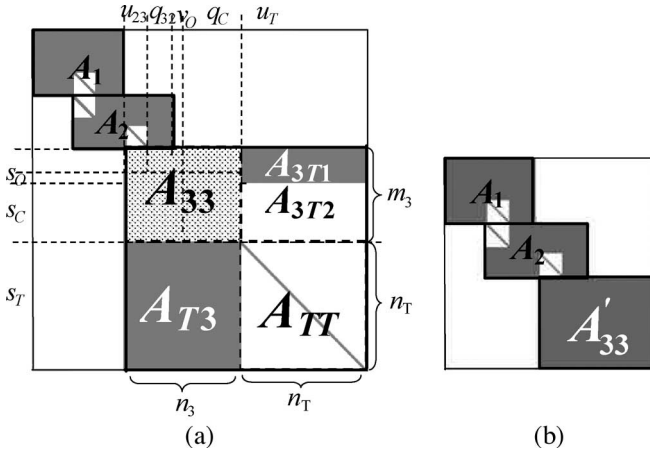 u23 q32 vO qC uT
A1
A2
sO
A33
A3T1
m3
sC
A3T2
sT
AT3
ATT
nT
n3
nT
(a)
A1
A2
A'33
(b)